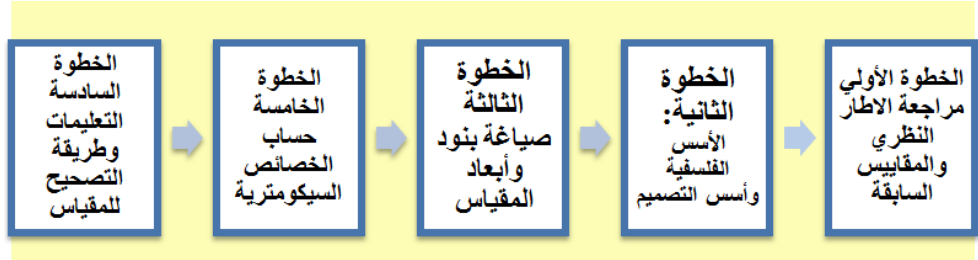 الخطوة الأولي
مراجعة الاطار
النظري
والمقاييس
السابقة
الخطوة
الثانية:
الأسس
الفلسفية
وأسس التصميم
الخطوة
الثالثة
صياغة بنود
وأبعاد
المقياس
الخطوة
الخامسة
حساب
الخصائص
السيكومترية
الخطوة
السادسة
التعليمات
وطريقة
التصحيح
للمقياس